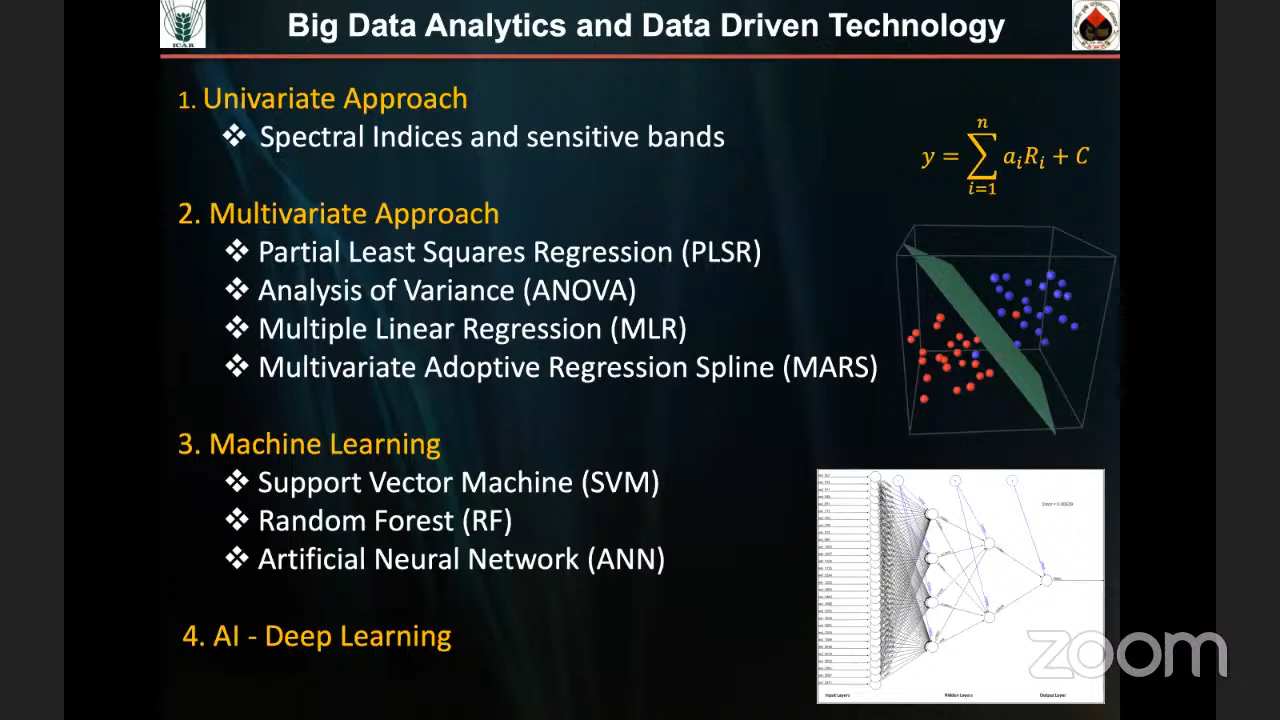 Big Data Analytics and Data Driven Technology
ICAR
1. Univariate Approach
❖ Spectral Indices and sensitive bands
y = ∑ⁿᵢ₌₁ aᵢRᵢ + C
2. Multivariate Approach
❖ Partial Least Squares Regression (PLSR)
❖ Analysis of Variance (ANOVA)
❖ Multiple Linear Regression (MLR)
❖ Multivariate Adoptive Regression Spline (MARS)
3. Machine Learning
❖ Support Vector Machine (SVM)
❖ Random Forest (RF)
❖ Artificial Neural Network (ANN)
4. AI - Deep Learning
Input Layers
Hidden Layers
Output Layer
zoom